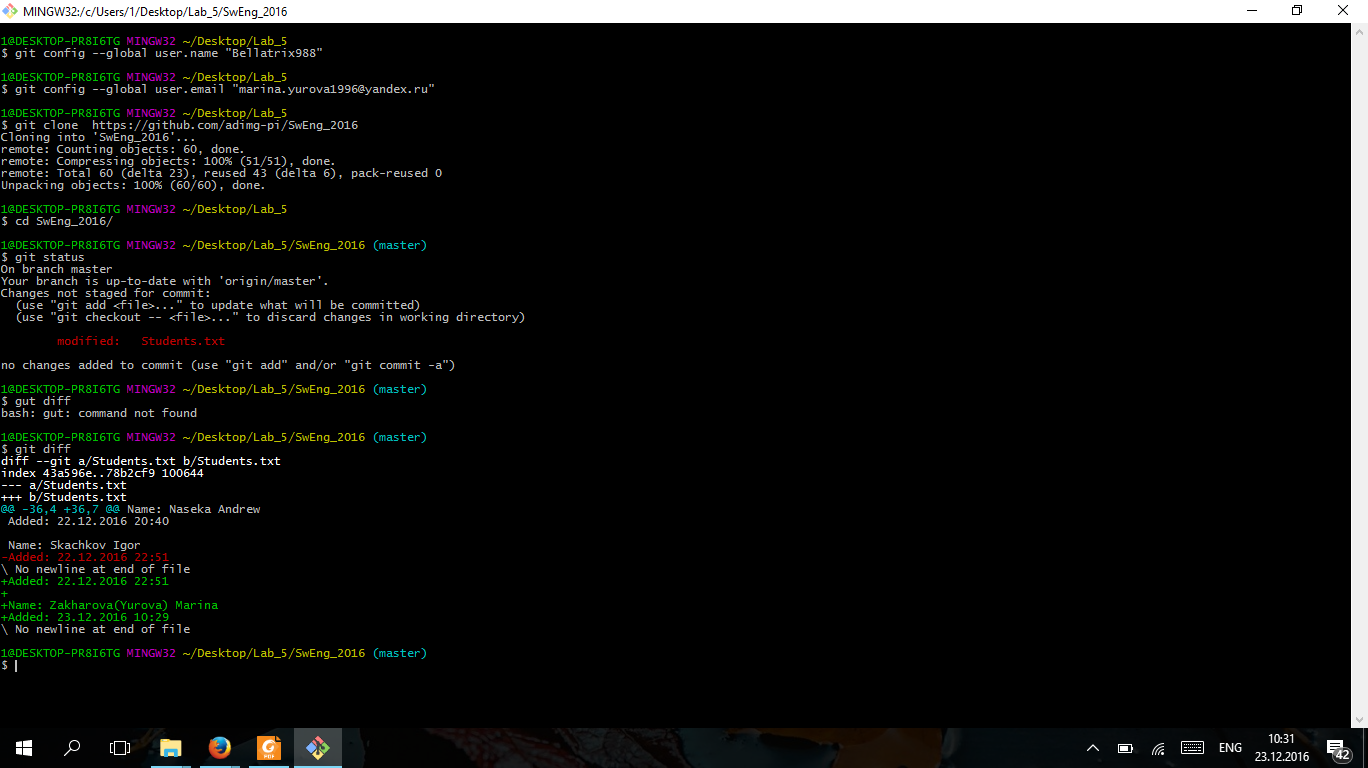 MINGW32:/c/Users/1/Desktop/Lab_5/SwEng_2016
1@DESKTOP-PR8I6TG MINGW32 ~/Desktop/Lab_5
$ git config --global user.name "Bellatrix988"
1@DESKTOP-PR8I6TG MINGW32 ~/Desktop/Lab_5
$ git config --global user.email "marina.yurova1996@yandex.ru"
1@DESKTOP-PR8I6TG MINGW32 ~/Desktop/Lab_5
$ git clone  https://github.com/adimg-pi/SwEng_2016
Cloning into 'SwEng_2016'...
remote: Counting objects: 60, done.
remote: Compressing objects: 100% (51/51), done.
remote: Total 60 (delta 23), reused 43 (delta 6), pack-reused 0
Unpacking objects: 100% (60/60), done.
1@DESKTOP-PR8I6TG MINGW32 ~/Desktop/Lab_5
$ cd SwEng_2016/
1@DESKTOP-PR8I6TG MINGW32 ~/Desktop/Lab_5/SwEng_2016 (master)
$ git status
On branch master
Your branch is up-to-date with 'origin/master'.
Changes not staged for commit:
  (use "git add <file>..." to update what will be committed)
  (use "git checkout -- <file>..." to discard changes in working directory)
        modified:   Students.txt
no changes added to commit (use "git add" and/or "git commit -a")
1@DESKTOP-PR8I6TG MINGW32 ~/Desktop/Lab_5/SwEng_2016 (master)
$ gut diff
bash: gut: command not found
1@DESKTOP-PR8I6TG MINGW32 ~/Desktop/Lab_5/SwEng_2016 (master)
$ git diff
diff --git a/Students.txt b/Students.txt
index 43a596e..78b2cf9 100644
--- a/Students.txt
+++ b/Students.txt
@@ -36,4 +36,7 @@ Name: Naseka Andrew
 Added: 22.12.2016 20:40
 Name: Skachkov Igor
-Added: 22.12.2016 22:51
\ No newline at end of file
+Added: 22.12.2016 22:51
+
+Name: Zakharova(Yurova) Marina
+Added: 23.12.2016 10:29
\ No newline at end of file
1@DESKTOP-PR8I6TG MINGW32 ~/Desktop/Lab_5/SwEng_2016 (master)
$
PDF
ENG
10:31
23.12.2016
42